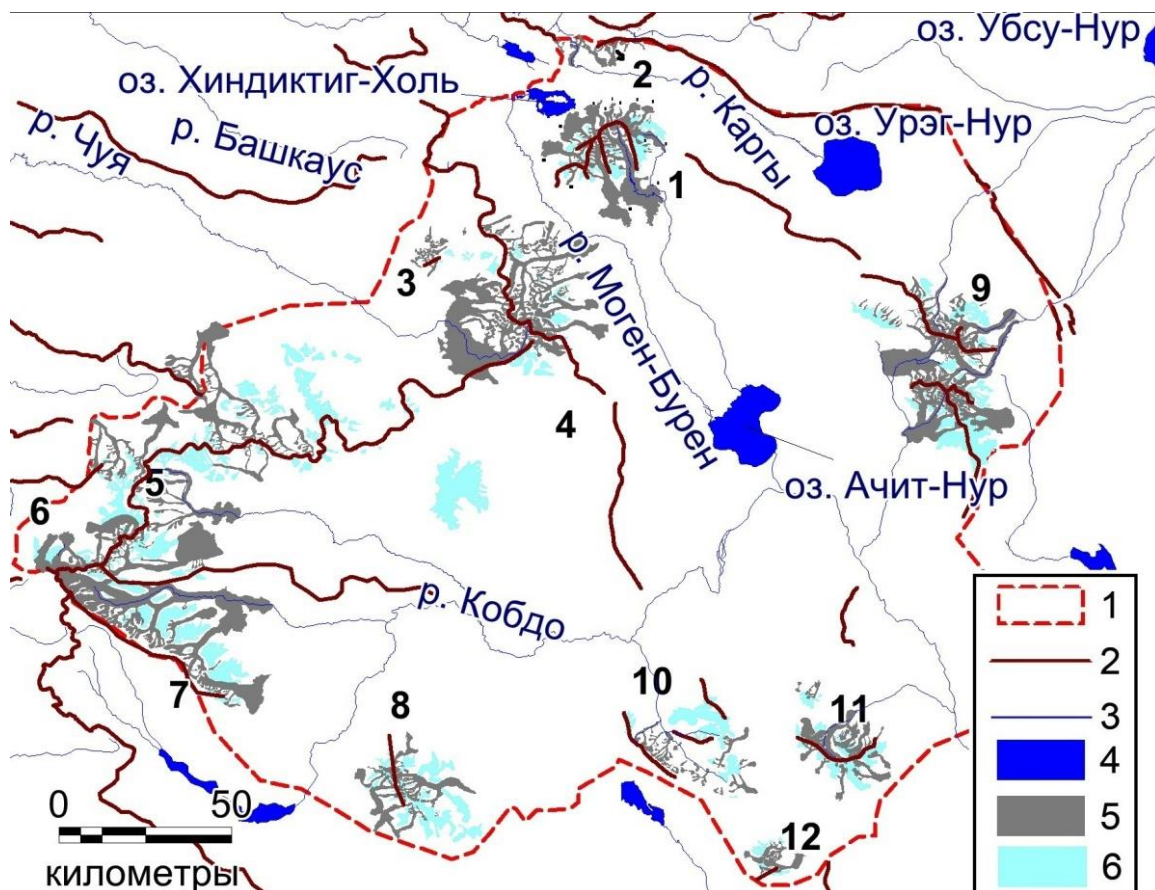 оз. Убсу-Нур
2
оз. Хиндиктиг-Холь
р. Каргы
оз. Урэг-Нур
р. Чуя
р. Башкаус
1
3
р. Моген-Бурен
9
4
оз. Ачит-Нур
5
6
р. Кобдо
7
8
10
11
12
0 50
километры
1
2
3
4
5
6